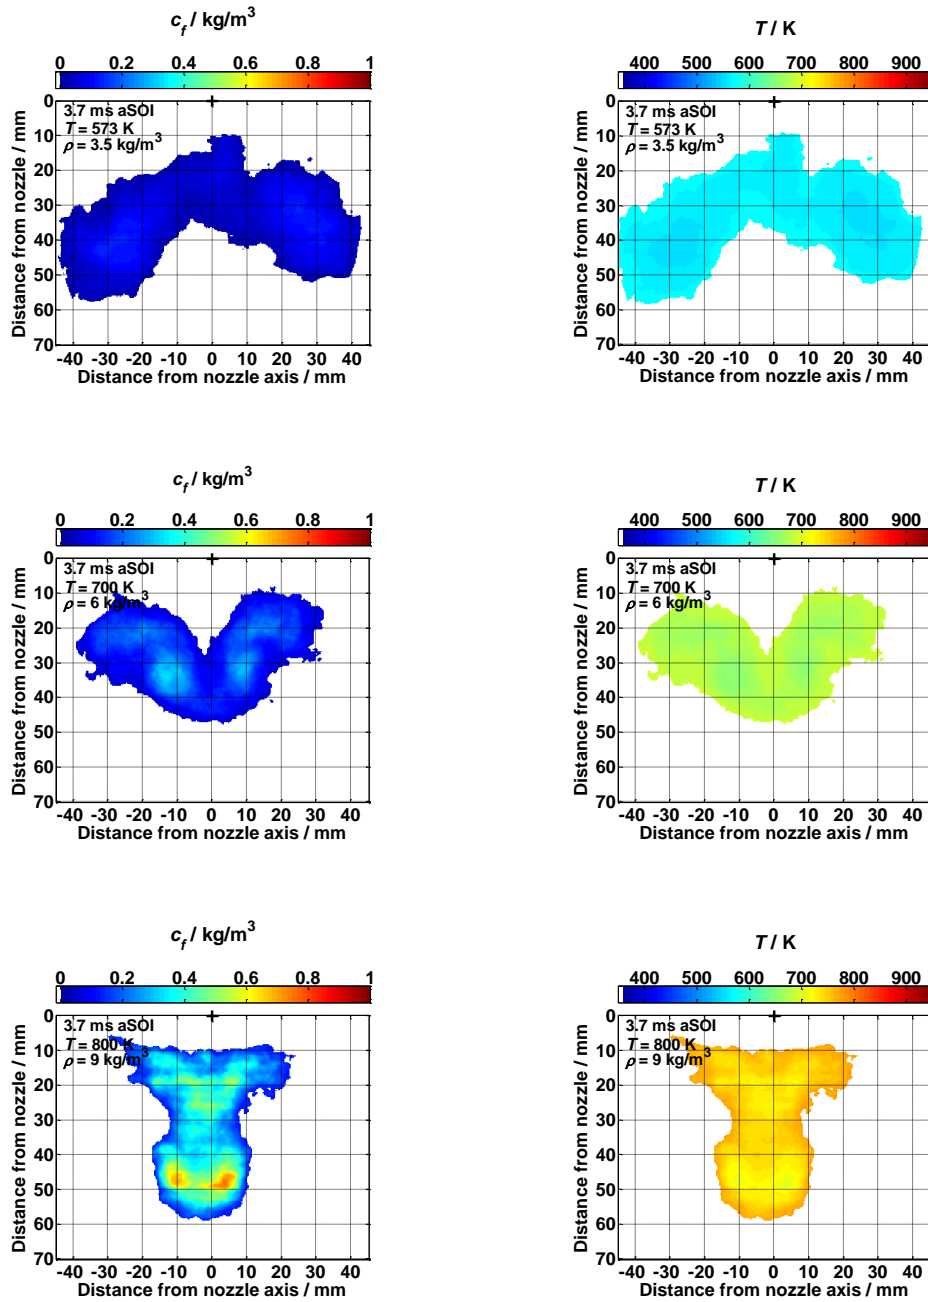 c_f / kg/m³
T / K
0 0.2 0.4 0.6 0.8 1
400 500 600 700 800 900
3.7 ms aSOI
T = 573 K
ρ = 3.5 kg/m³
3.7 ms aSOI
T = 573 K
ρ = 3.5 kg/m³
Distance from nozzle / mm
0
10
20
30
40
50
60
70
Distance from nozzle / mm
0
10
20
30
40
50
60
70
-40 -30 -20 -10 0 10 20 30 40
-40 -30 -20 -10 0 10 20 30 40
Distance from nozzle axis / mm
Distance from nozzle axis / mm
c_f / kg/m³
T / K
0 0.2 0.4 0.6 0.8 1
400 500 600 700 800 900
3.7 ms aSOI
T = 700 K
ρ = 6 kg/m³
3.7 ms aSOI
T = 700 K
ρ = 6 kg/m³
Distance from nozzle / mm
0
10
20
30
40
50
60
70
Distance from nozzle / mm
0
10
20
30
40
50
60
70
-40 -30 -20 -10 0 10 20 30 40
-40 -30 -20 -10 0 10 20 30 40
Distance from nozzle axis / mm
Distance from nozzle axis / mm
c_f / kg/m³
T / K
0 0.2 0.4 0.6 0.8 1
400 500 600 700 800 900
3.7 ms aSOI
T = 800 K
ρ = 9 kg/m³
3.7 ms aSOI
T = 800 K
ρ = 9 kg/m³
Distance from nozzle / mm
0
10
20
30
40
50
60
70
Distance from nozzle / mm
0
10
20
30
40
50
60
70
-40 -30 -20 -10 0 10 20 30 40
-40 -30 -20 -10 0 10 20 30 40
Distance from nozzle axis / mm
Distance from nozzle axis / mm